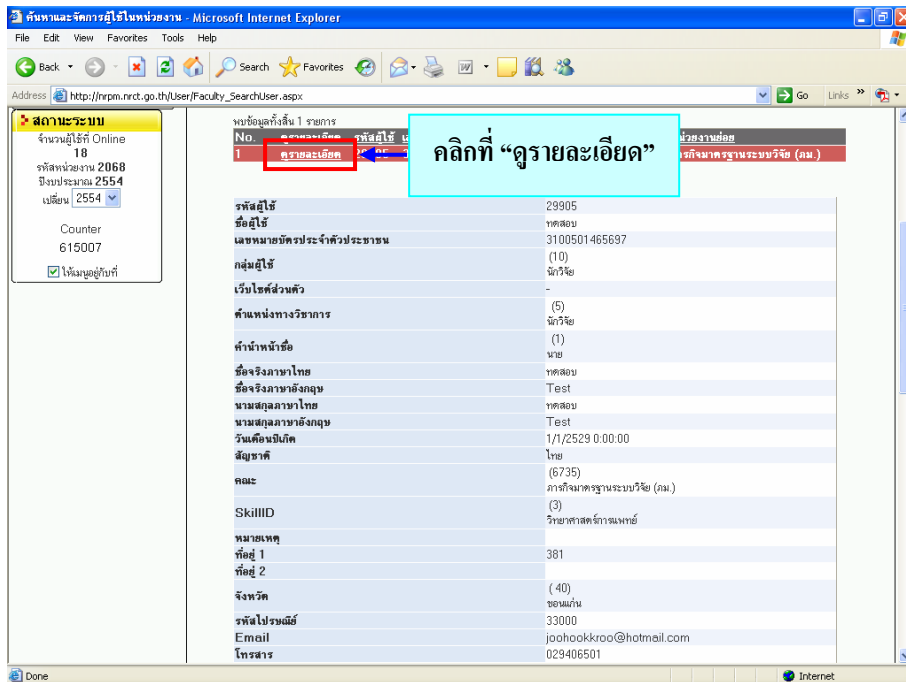 ค้นหาและจัดการผู้ใช้ในหน่วยงาน - Microsoft Internet Explorer
File Edit View Favorites Tools Help
Back Search Favorites
Address http://nrpm.nrct.go.th/User/Faculty_SearchUser.aspx Go Links
สถานะระบบ
จำนวนผู้ใช้ที่ Online
18
รหัสหน่วยงาน 2068
ปีงบประมาณ 2554
เปลี่ยน 2554
Counter
615007
ให้เมนูอยู่กับที่
พบข้อมูลทั้งสิ้น 1 รายการ
No. ดูรายละเอียด รหัสผู้ใช้
1 ดูรายละเอียด
คลิกที่ “ดูรายละเอียด”
รหัสผู้ใช้ 29905
ชื่อผู้ใช้ ทดสอบ
เลขหมายบัตรประจำตัวประชาชน 3100501465697
กลุ่มผู้ใช้ (10)
นักวิจัย
เว็บไซต์ส่วนตัว -
ตำแหน่งทางวิชาการ (5)
นักวิจัย
คำนำหน้าชื่อ (1)
นาย
ชื่อจริงภาษาไทย ทดสอบ
ชื่อจริงภาษาอังกฤษ Test
นามสกุลภาษาไทย ทดสอบ
นามสกุลภาษาอังกฤษ Test
วันเดือนปีเกิด 1/1/2529 0:00:00
สัญชาติ ไทย
คณะ (6735)
ภารกิจมาตรฐานระบบวิจัย (ภม.)
SkillID (3)
วิทยาศาสตร์การแพทย์
หมายเหตุ
ที่อยู่ 1 381
ที่อยู่ 2
จังหวัด ( 40)
ขอนแก่น
รหัสไปรษณีย์ 33000
Email joohookkroo@hotmail.com
โทรสาร 029406501
Done Internet